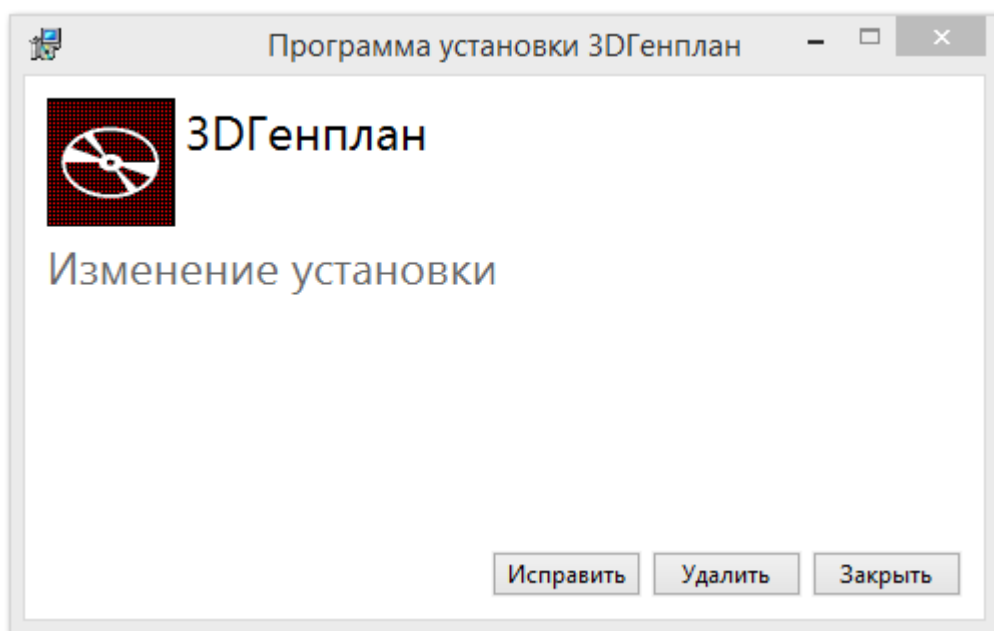 Программа установки 3DГенплан
3DГенплан
Изменение установки
Исправить Удалить Закрыть